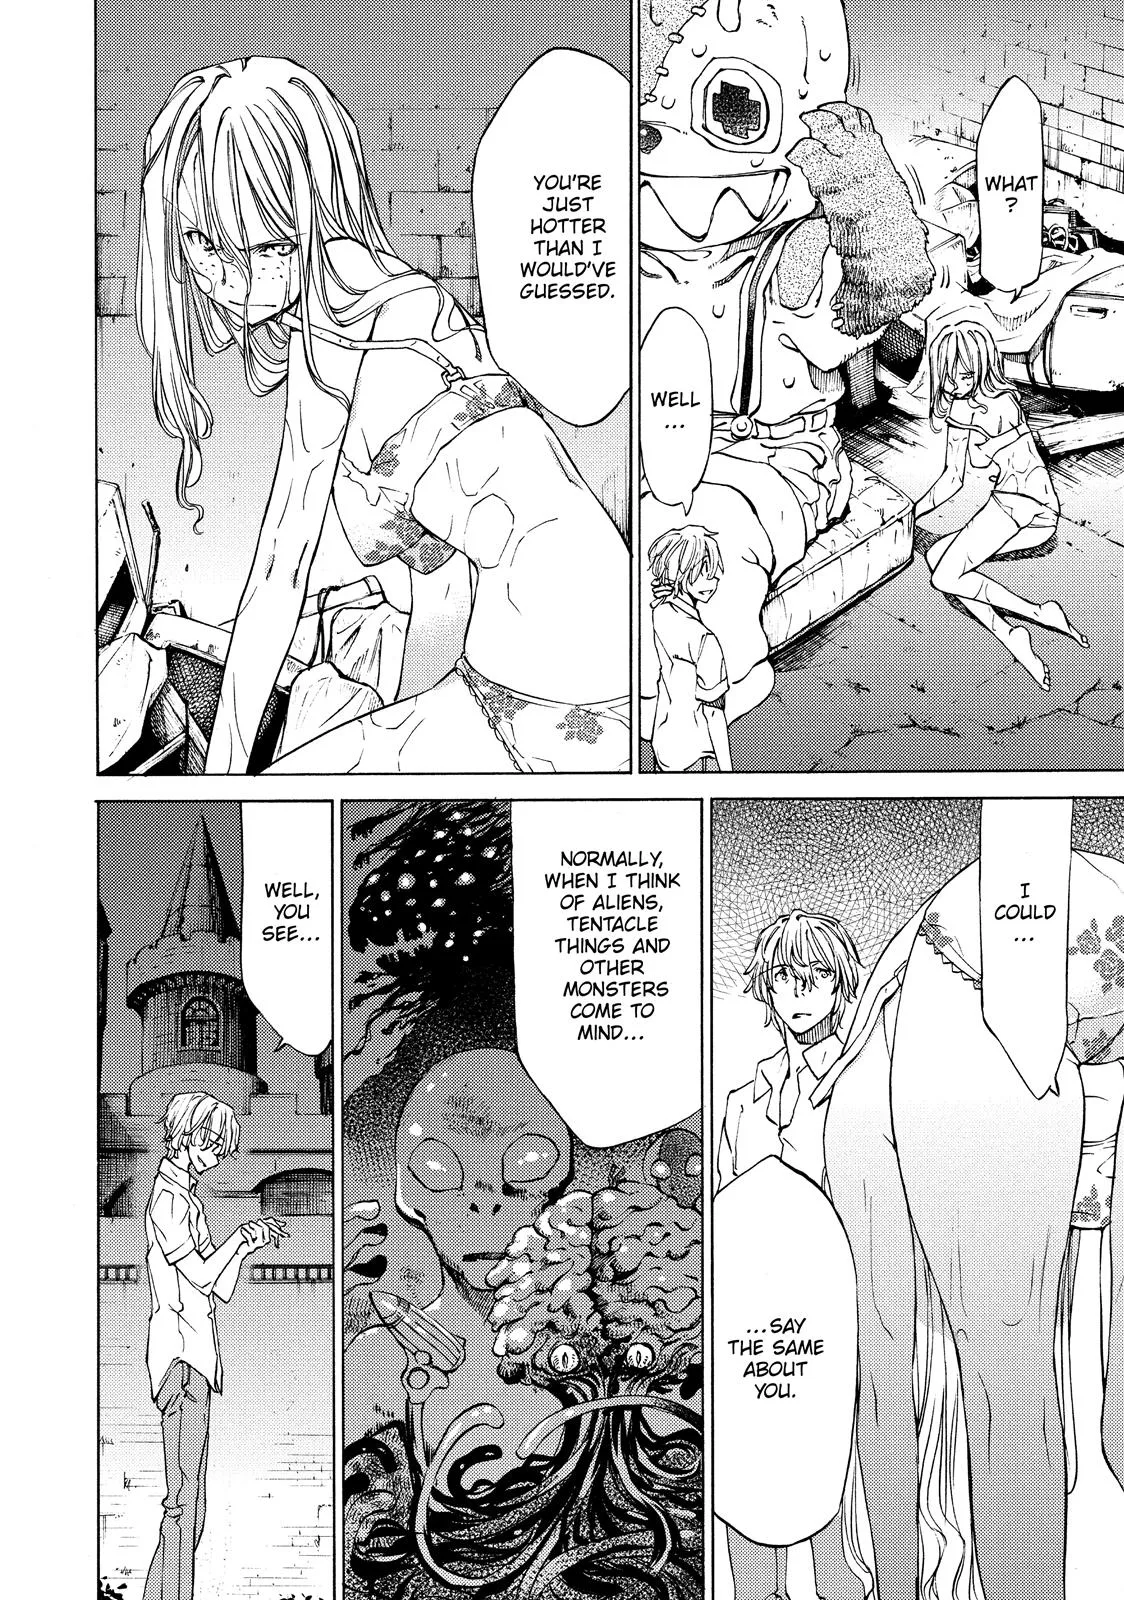 WHAT
?
WELL
...
YOU'RE
JUST
HOTTER
THAN I
WOULD'VE
GUESSED.
I
COULD
...
...SAY
THE SAME
ABOUT
YOU.
NORMALLY,
WHEN I THINK
OF ALIENS,
TENTACLE
THINGS AND
OTHER
MONSTERS
COME TO
MIND...
WELL,
YOU
SEE...